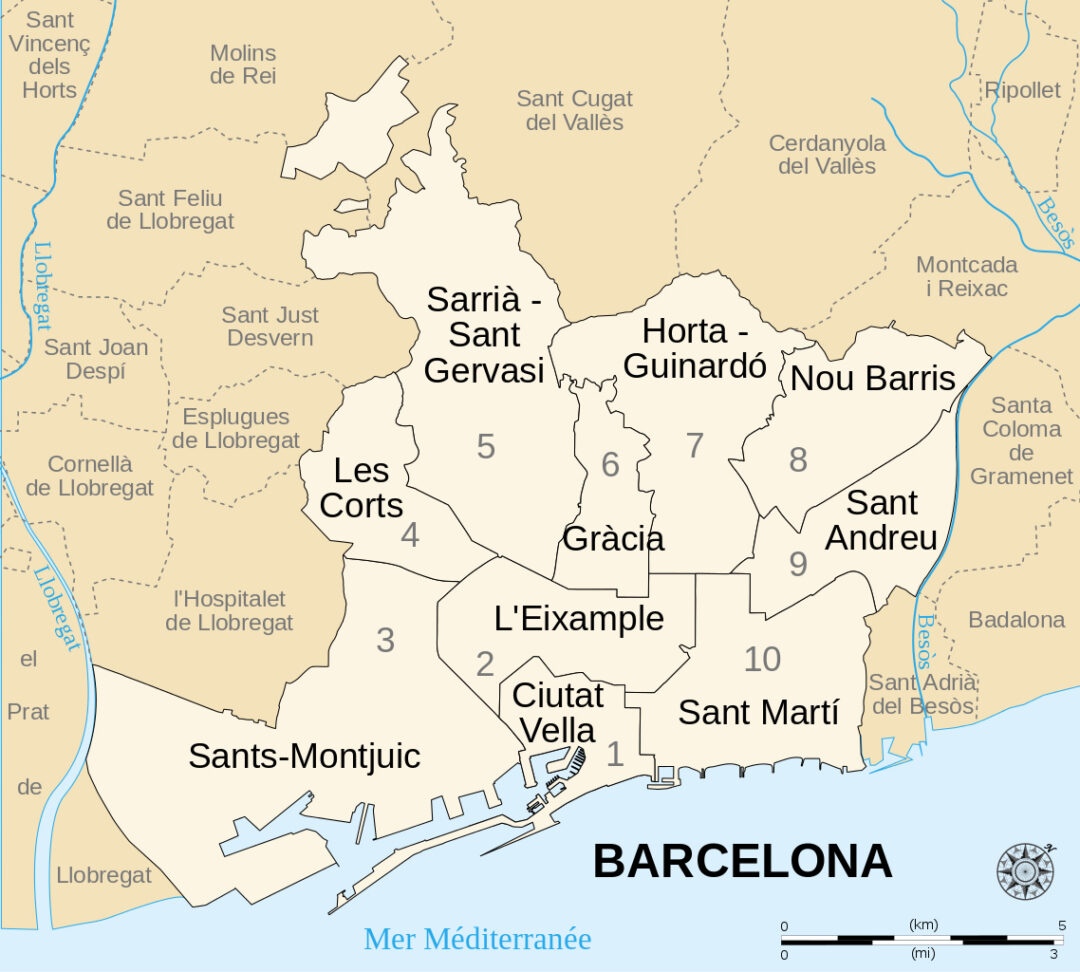 Sant
Vincenç
dels
Horts
Molins
de Rei
Sant Cugat
del Vallès
Ripollet
Cerdanyola
del Vallès
Sant Feliu
de Llobregat
Besòs
Llobregat
Montcada
i Reixac
Sant Just
Desvern
Sant Joan
Despí
Sarrià -
Sant
Gervasi
Horta -
Guinardó
Nou Barris
Esplugues
de Llobregat
Santa
Coloma
de
Gramenet
Cornellà
de Llobregat
Les
Corts
4
5
6
7
8
Gràcia
Sant
Andreu
9
Llobregat
l'Hospitalet
de Llobregat
3
L'Eixample
2
10
Badalona
Besòs
Sant Adrià
del Besòs
el
Prat
de
Llobregat
Ciutat
Vella
1
Sant Martí
Sants-Montjuic
BARCELONA
N
Mer Méditerranée
0 (km) 5
0 (mi) 3